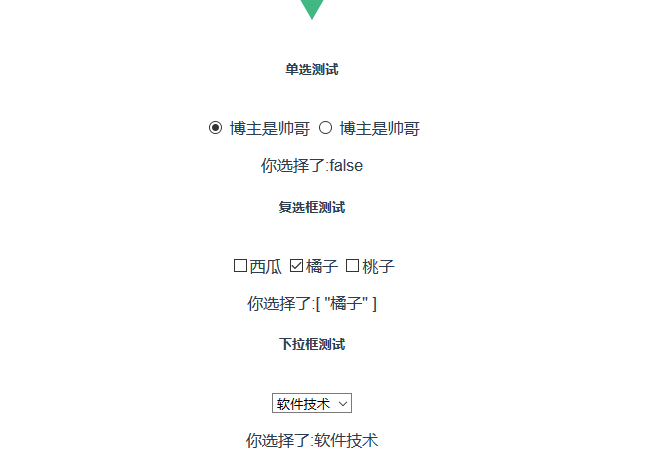 单选测试
博主是帅哥 博主是帅哥
你选择了:false
复选框测试
西瓜 橘子 桃子
你选择了:[ "橘子" ]
下拉框测试
软件技术
你选择了:软件技术